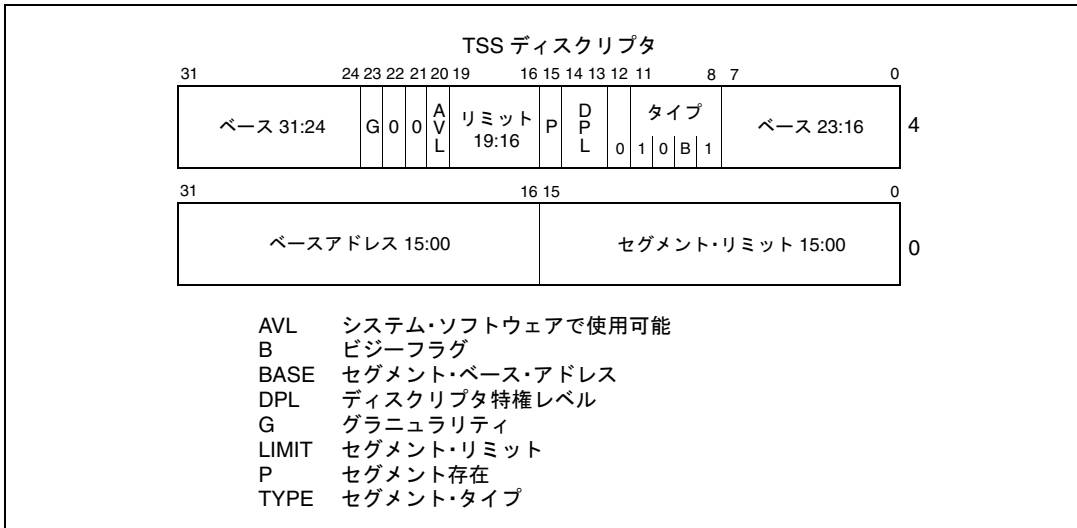 TSS ディスクリプタ
31 24 23 22 21 20 19 16 15 14 13 12 11 8 7 0
ベース 31:24 G 0 0 AVL リミット 19:16 P DPL 0 タイプ 1 0 B 1 ベース 23:16 4
31 16 15 0
ベースアドレス 15:00 セグメント・リミット 15:00 0
AVL システム・ソフトウェアで使用可能
B ビジーフラグ
BASE セグメント・ベース・アドレス
DPL ディスクリプタ特権レベル
G グラニュラリティ
LIMIT セグメント・リミット
P セグメント存在
TYPE セグメント・タイプ